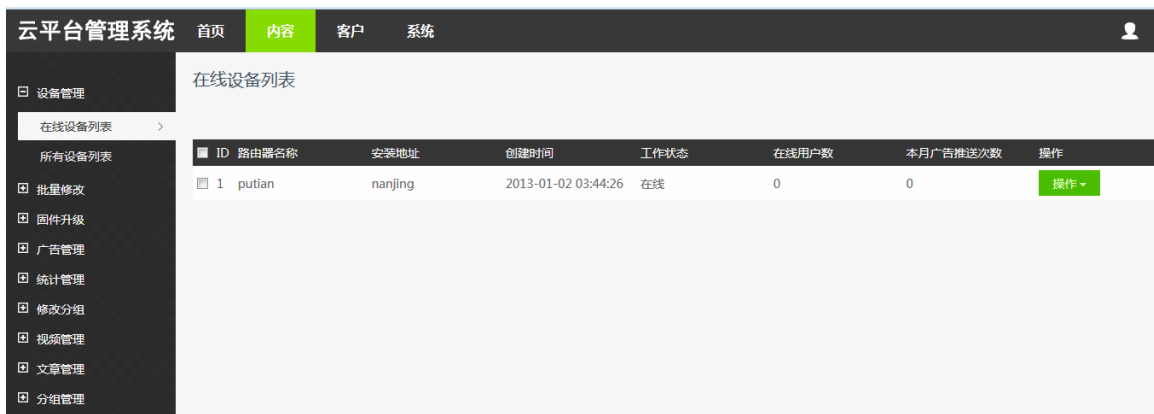 云平台管理系统 首页 内容 客户 系统
设备管理
在线设备列表
所有设备列表
批量修改
固件升级
广告管理
统计管理
修改分组
视频管理
文章管理
分组管理
在线设备列表
ID 路由器名称 安装地址 创建时间 工作状态 在线用户数 本月广告推送次数 操作
1 putian nanjing 2013-01-02 03:44:26 在线 0 0 操作